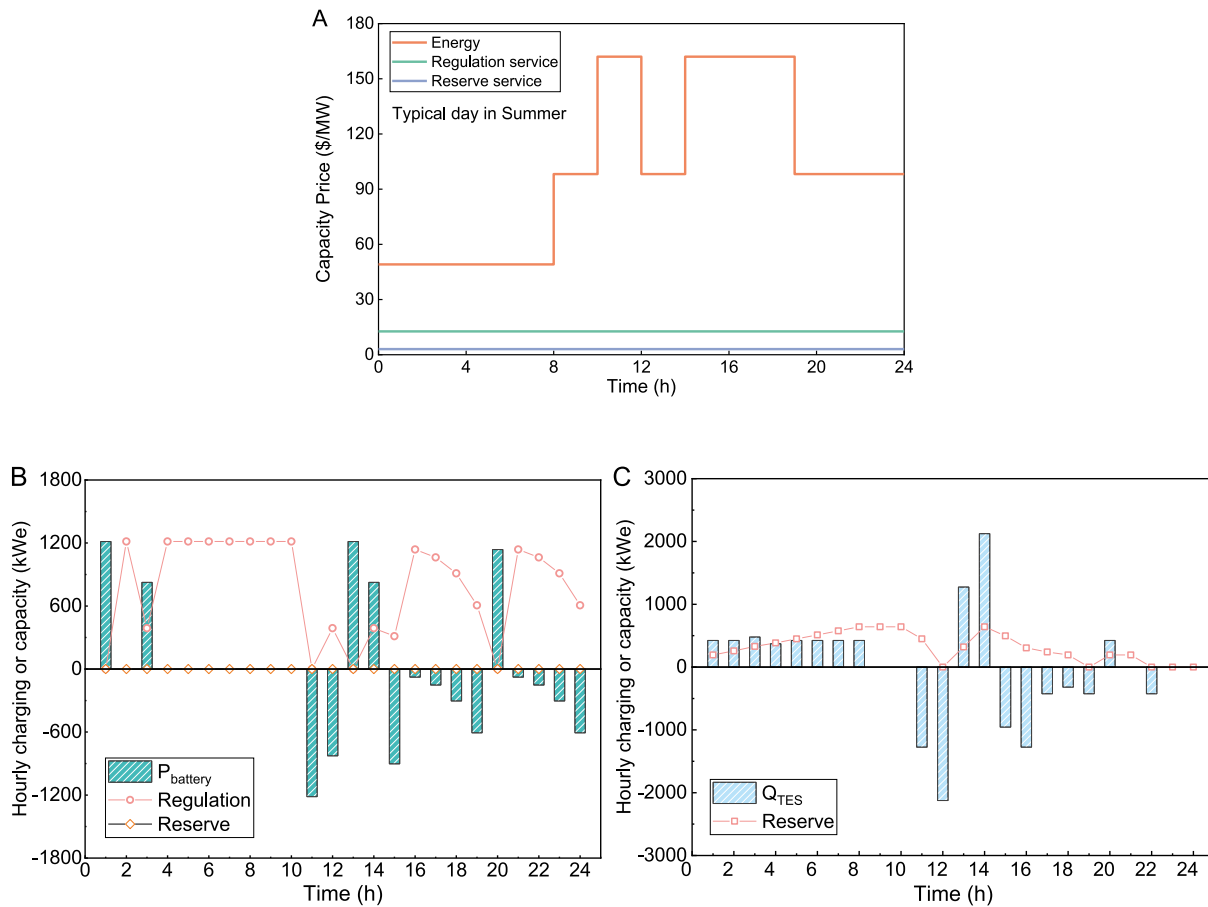 A
Capacity Price ($/MW)
180
150
120
90
60
30
0
Energy
Regulation service
Reserve service
Typical day in Summer
0 4 8 12 16 20 24
Time (h)
B
Hourly charging or capacity (kWe)
1800
1200
600
0
-600
-1200
-1800
P battery
Regulation
Reserve
0 2 4 6 8 10 12 14 16 18 20 22 24
Time (h)
C
Hourly charging or capacity (kWe)
3000
2000
1000
0
-1000
-2000
-3000
Q TES
Reserve
0 2 4 6 8 10 12 14 16 18 20 22 24
Time (h)